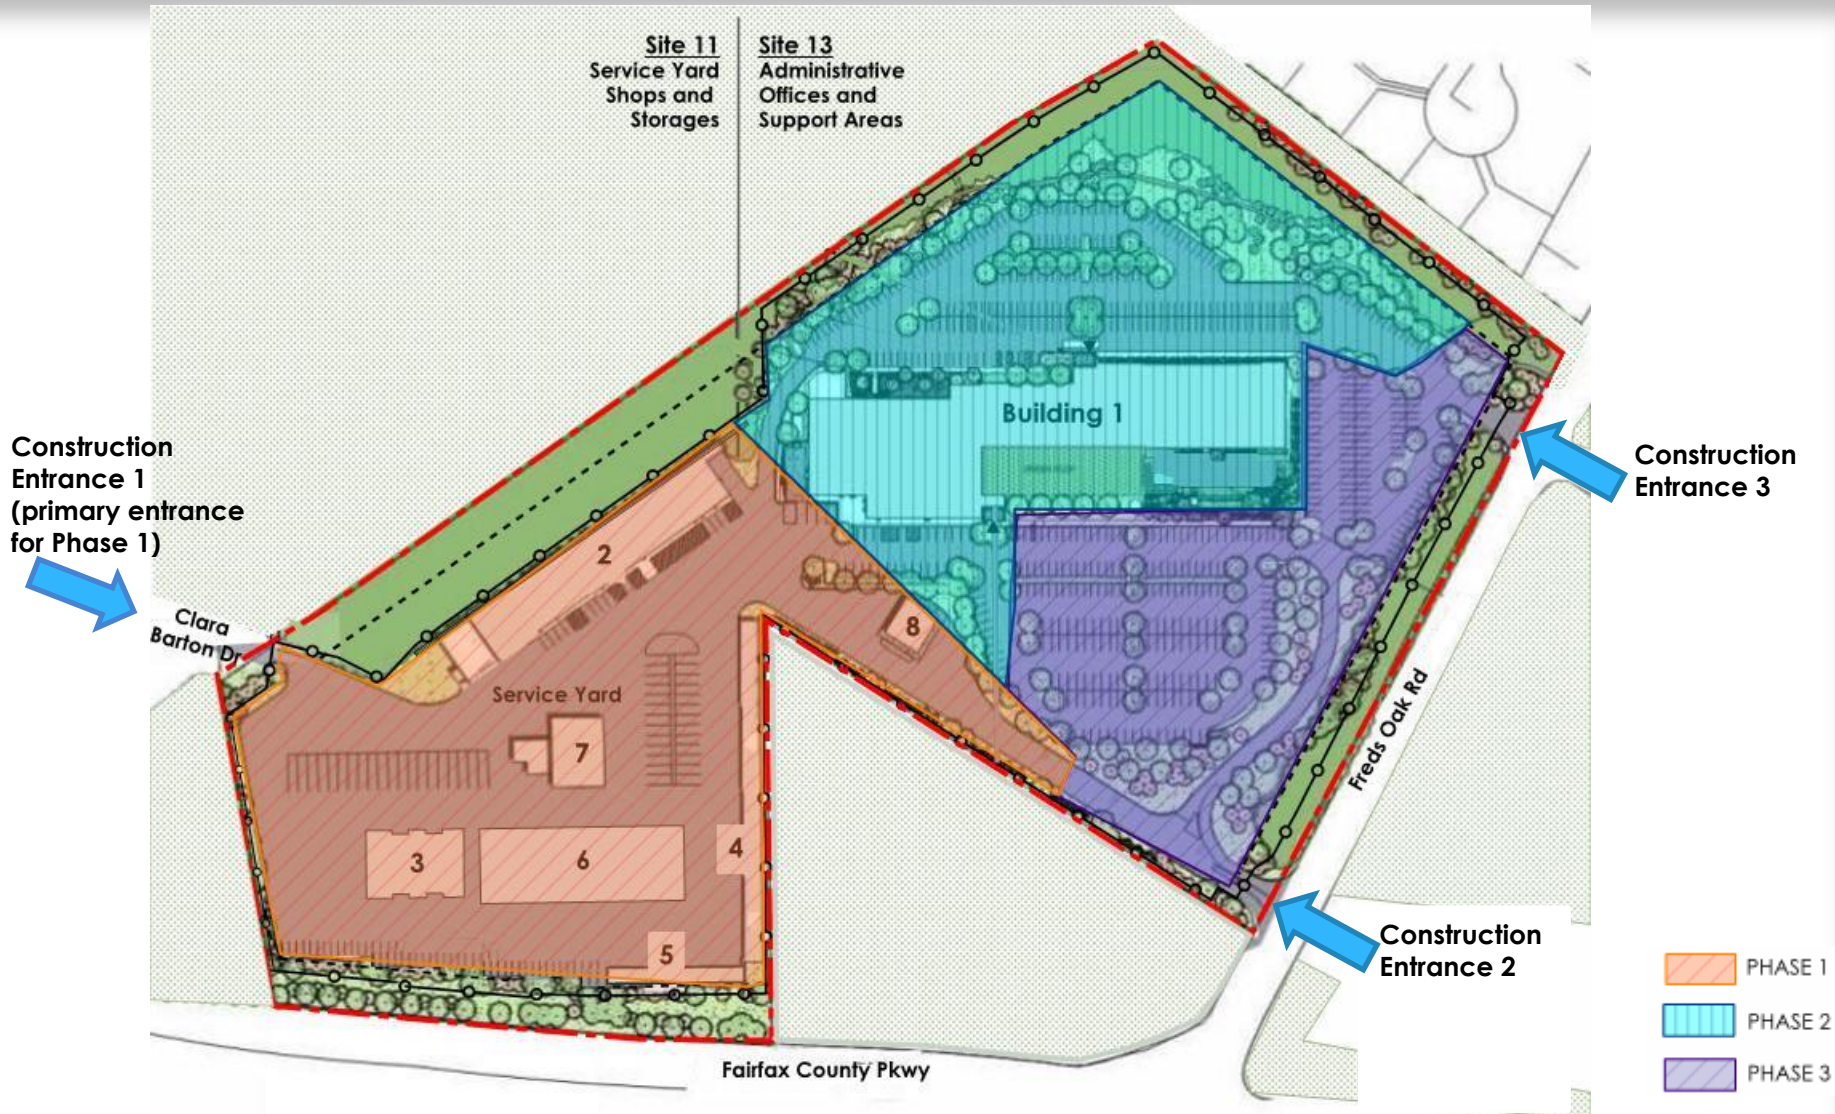 Site 11
Service Yard
Shops and
Storages
Site 13
Administrative
Offices and
Support Areas
Building 1
Construction
Entrance 1
(primary entrance
for Phase 1)
Construction
Entrance 3
2
Clara
Barton Dr
8
Service Yard
7
Freds Oak Rd
3
6
4
5
Construction
Entrance 2
PHASE 1
PHASE 2
PHASE 3
Fairfax County Pkwy